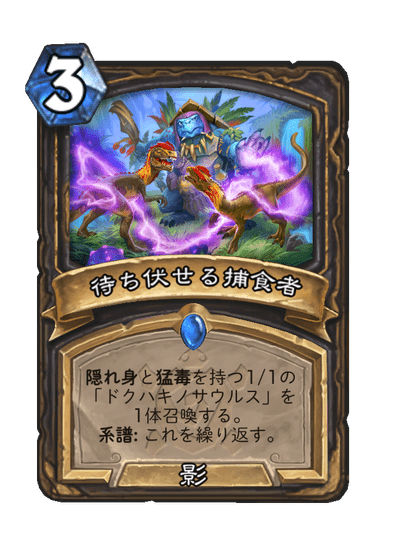 3
待ち伏せる捕食者
隠れ身と猛毒を持つ1/1の
「ドクハキノサウルス」を
1体召喚する。
系譜: これを繰り返す。
影